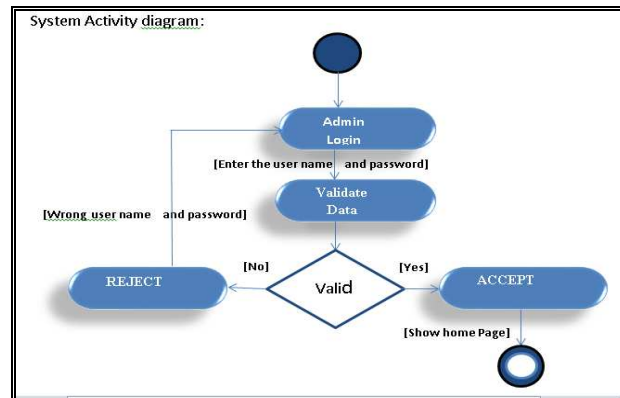 System Activity diagram:
Admin
Login
[Enter the user name and password]
Validate
Data
[Wrong user name and password]
[No]
[Yes]
REJECT
Valid
ACCEPT
[Show home Page]